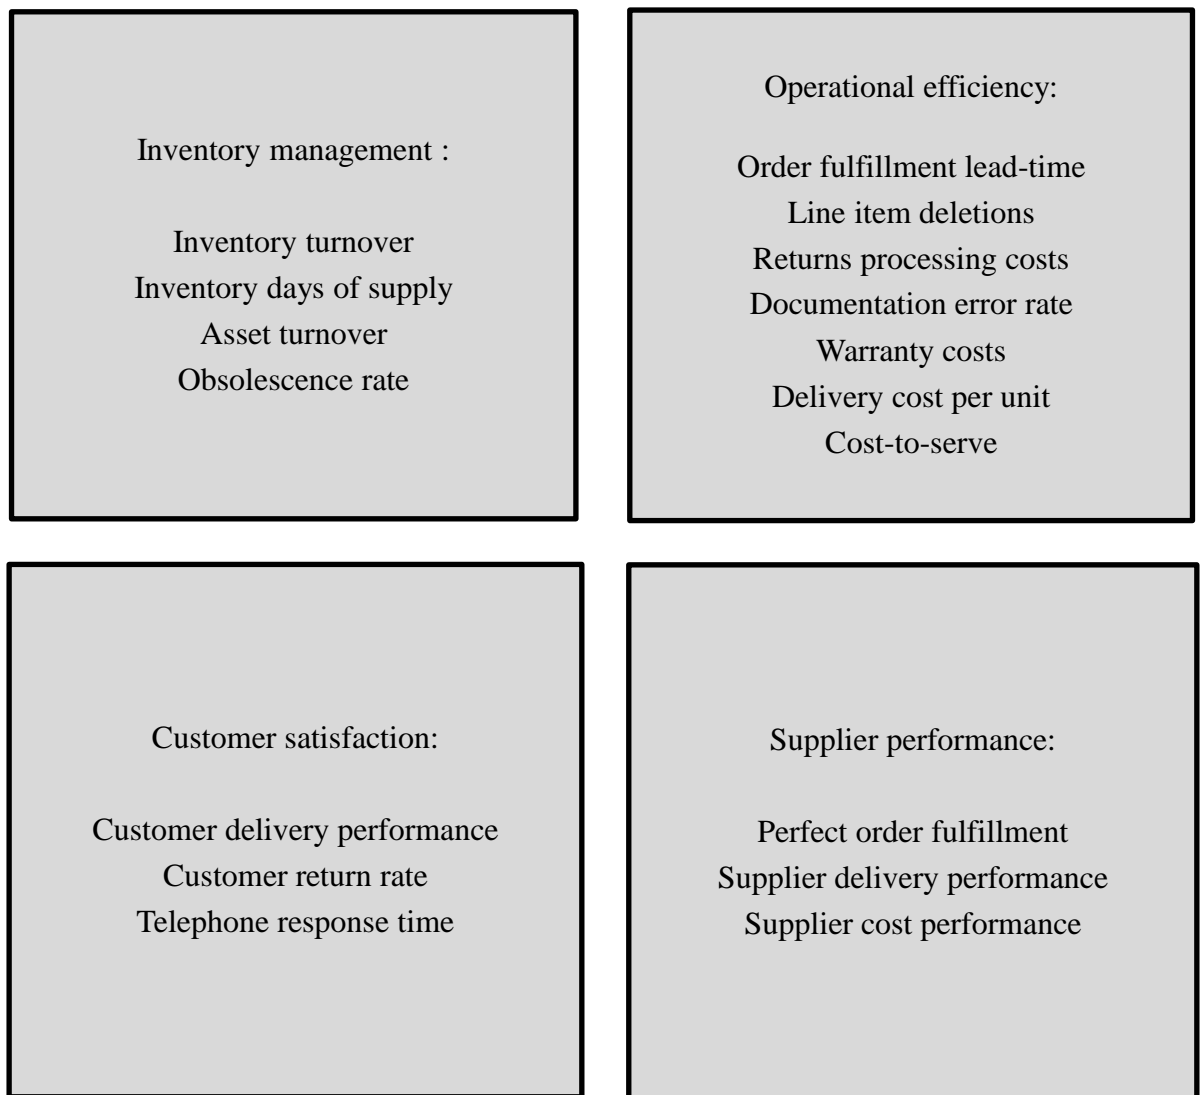 Inventory management :
Inventory turnover
Inventory days of supply
Asset turnover
Obsolescence rate
Operational efficiency:
Order fulfillment lead-time
Line item deletions
Returns processing costs
Documentation error rate
Warranty costs
Delivery cost per unit
Cost-to-serve
Customer satisfaction:
Customer delivery performance
Customer return rate
Telephone response time
Supplier performance:
Perfect order fulfillment
Supplier delivery performance
Supplier cost performance